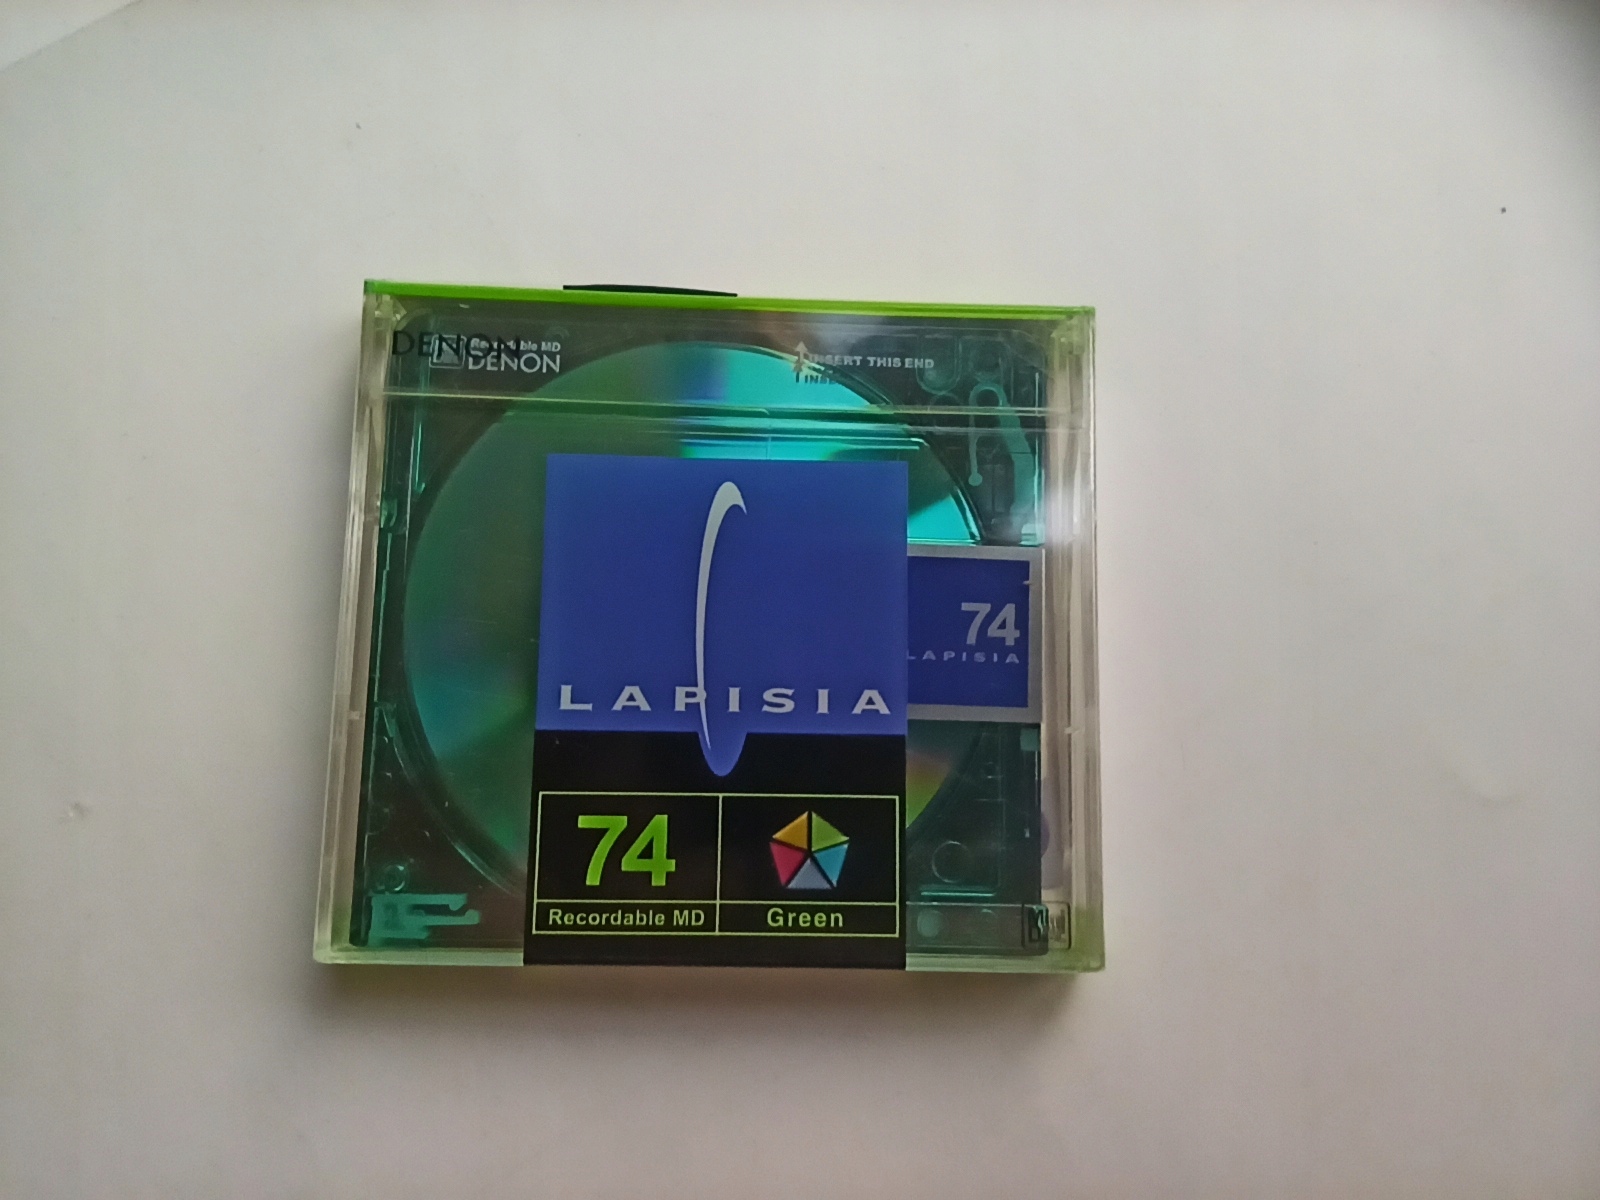 DENON
Recordable MD
DENON
INSERT THIS END
74
LAPISIA
LAPISIA
74
Recordable MD
Green